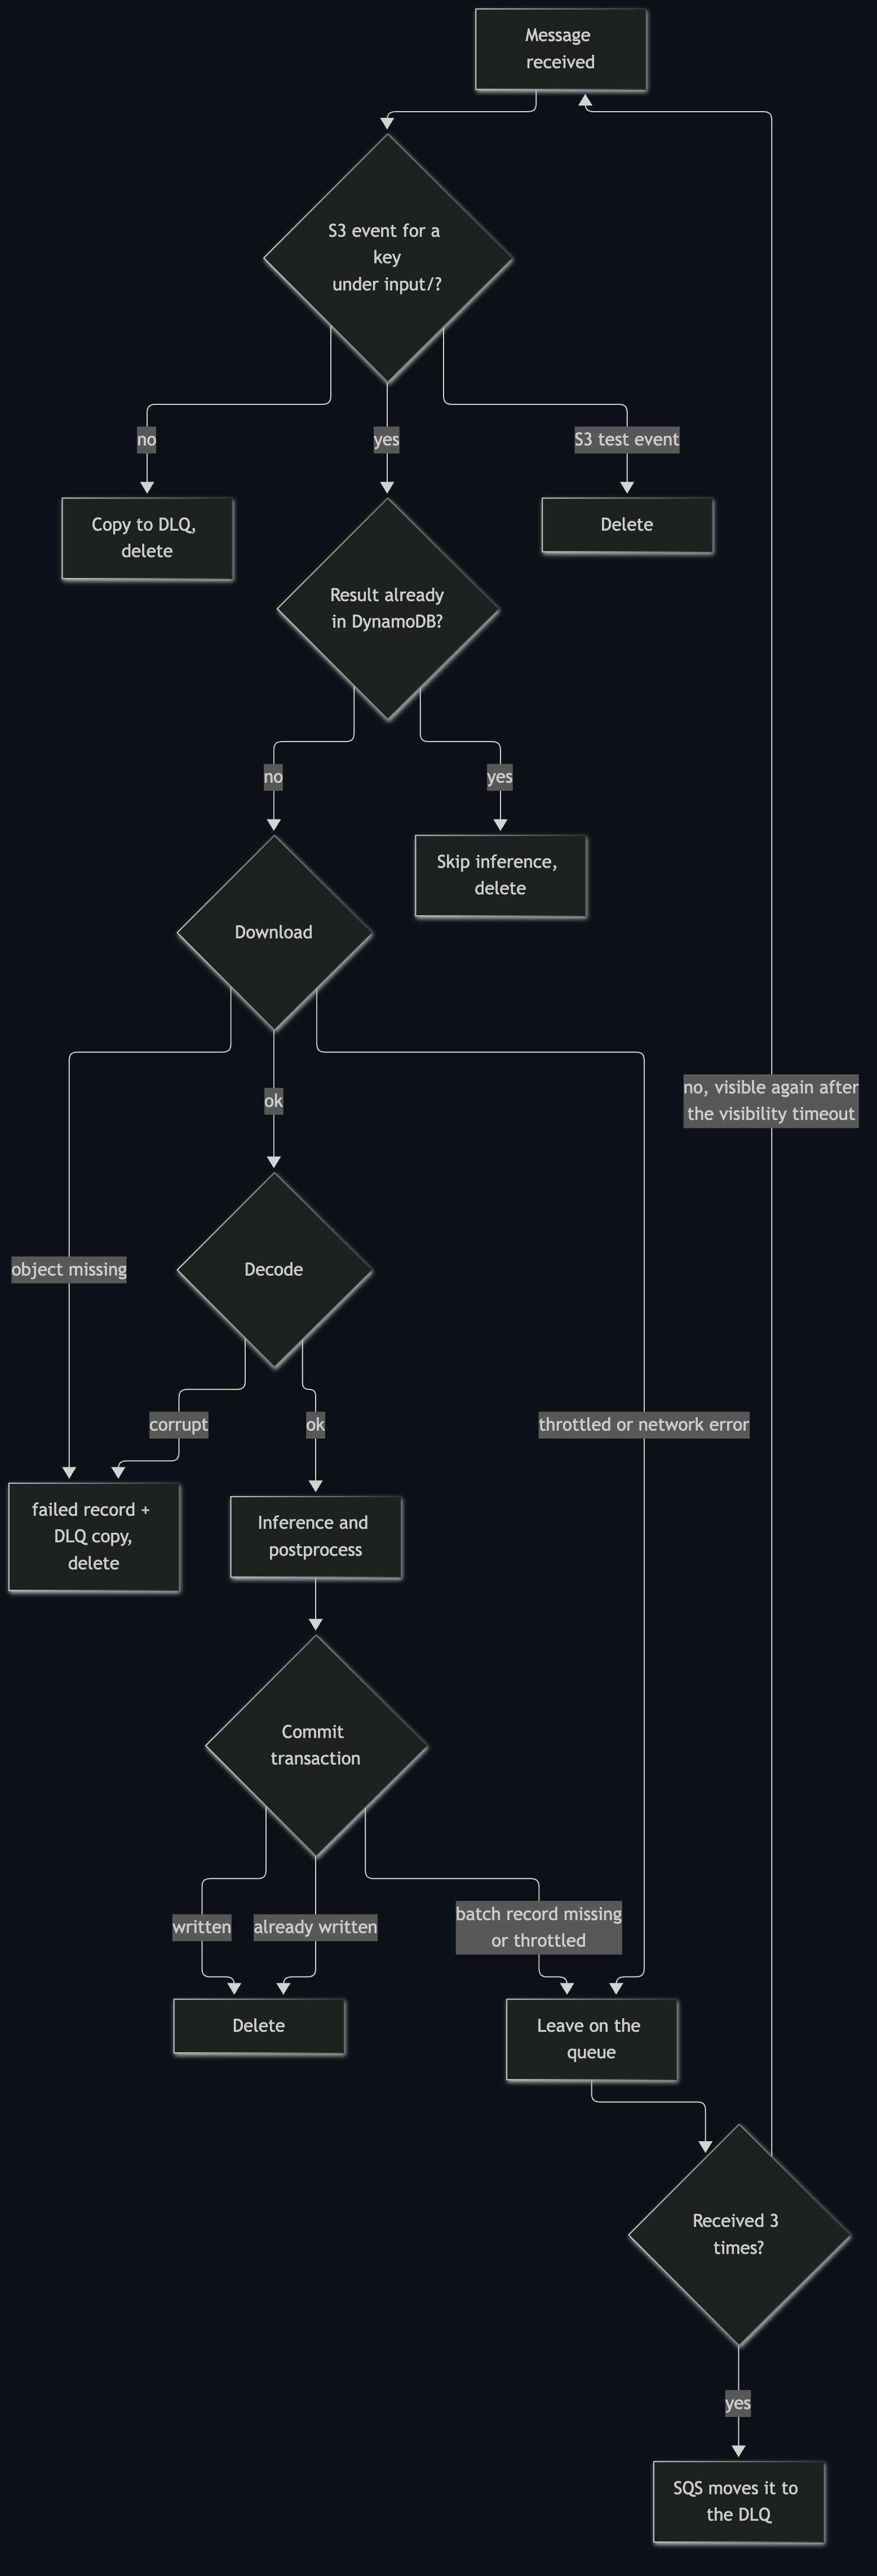 Message
received
S3 event for a
key
under input/?
no
yes
S3 test event
Copy to DLQ,
delete
Delete
Result already
in DynamoDB?
no
yes
Skip inference,
delete
Download
no, visible again after
the visibility timeout
ok
object missing
Decode
corrupt
ok
throttled or network error
failed record +
DLQ copy,
delete
Inference and
postprocess
Commit
transaction
written
already written
batch record missing
or throttled
Delete
Leave on the
queue
Received 3
times?
yes
SQS moves it to
the DLQ